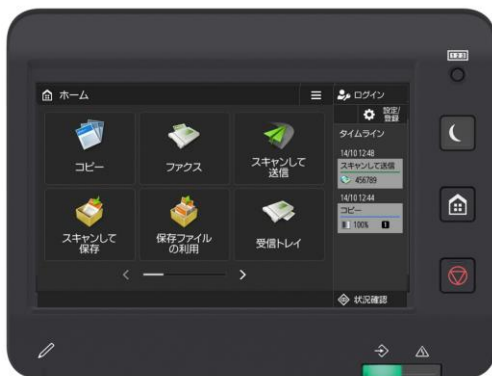 ホーム
ログイン
設定/
登録
タイムライン
コピー
ファクス
スキャンして
送信
14/10 12:48
スキャンして送信
456789
14/10 12:44
コピー
100% 1
スキャンして
保存
保存ファイル
の利用
受信トレイ
状況確認
123